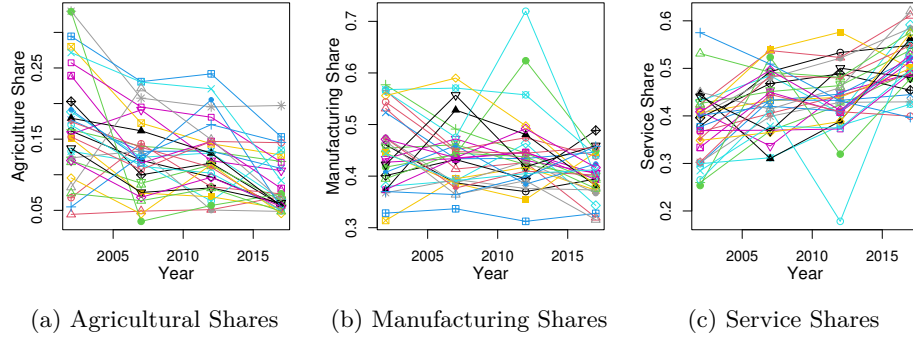 Agriculture Share
0.25
0.15
0.05
2005
2010
2015
Year
Manufacturing Share
0.7
0.6
0.5
0.4
0.3
2005
2010
2015
Year
Service Share
0.6
0.5
0.4
0.3
0.2
2005
2010
2015
Year
(a) Agricultural Shares
(b) Manufacturing Shares
(c) Service Shares